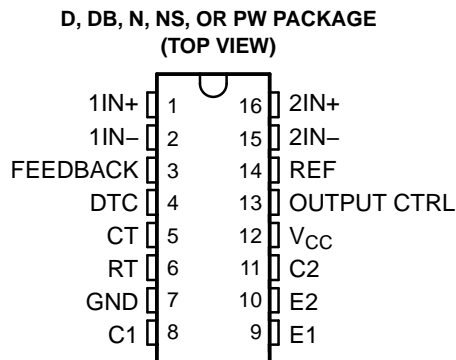 D, DB, N, NS, OR PW PACKAGE
(TOP VIEW)
1IN+ 1 16 2IN+
1IN− 2 15 2IN−
FEEDBACK 3 14 REF
DTC 4 13 OUTPUT CTRL
CT 5 12 VCC
RT 6 11 C2
GND 7 10 E2
C1 8 9 E1